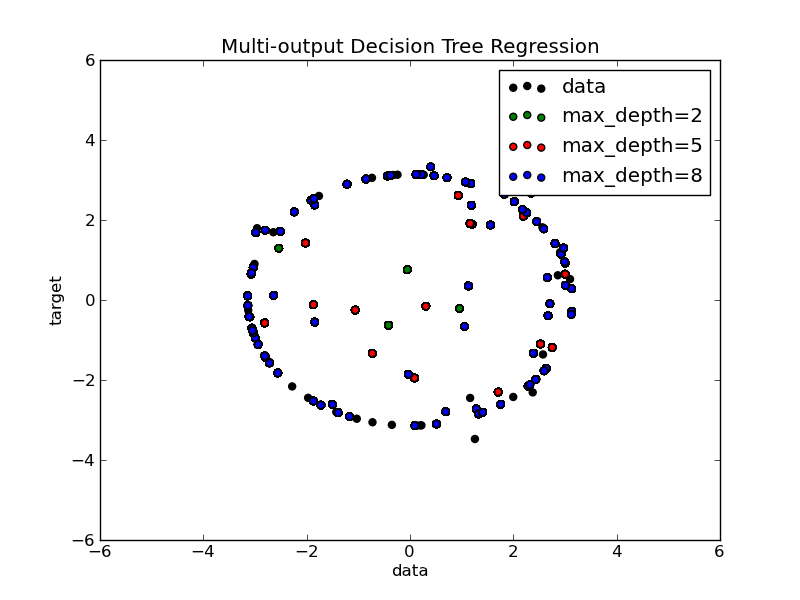 Multi-output Decision Tree Regression
data
max_depth=2
max_depth=5
max_depth=8
6
4
2
0
−2
−4
−6
target
−6 −4 −2 0 2 4 6
data